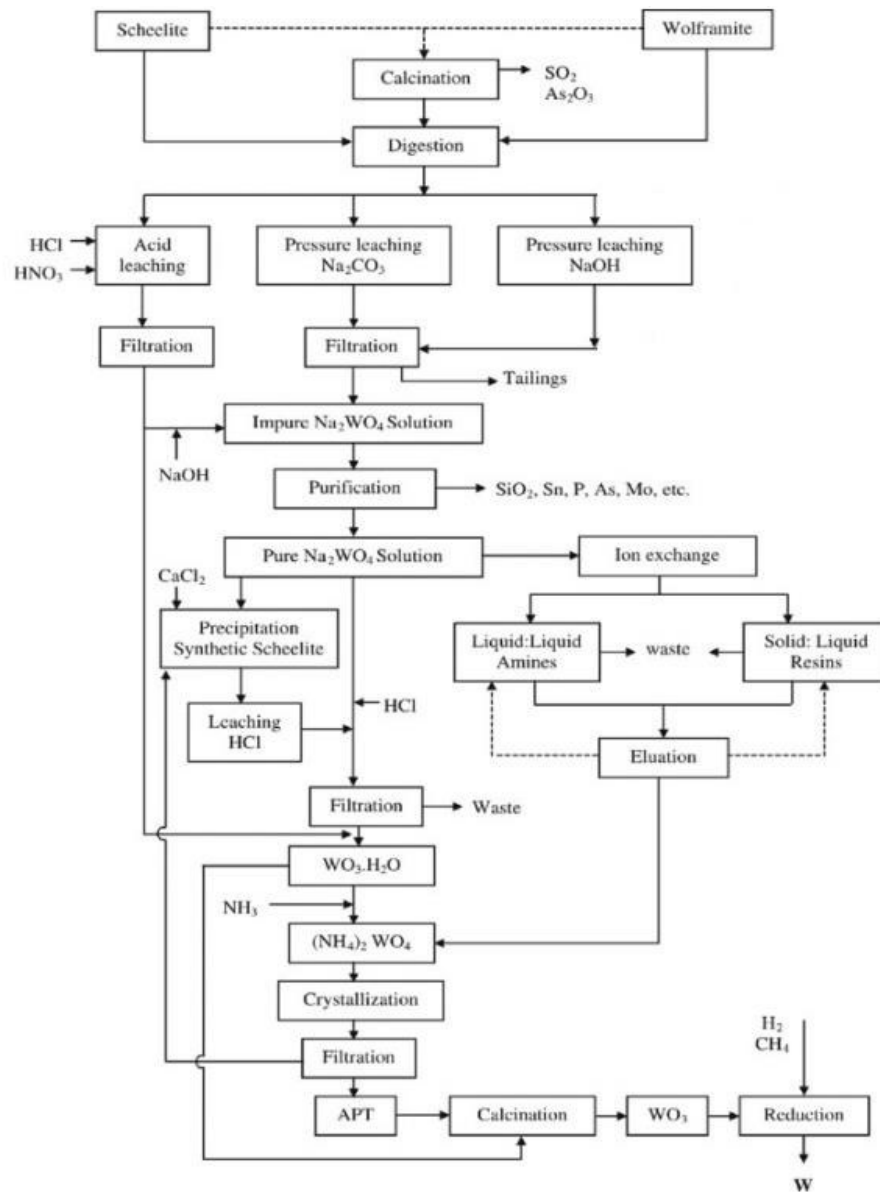 Scheelite
Wolframite
Calcination
SO₂
As₂O₃
Digestion
HCl
HNO₃
Acid
leaching
Pressure leaching
Na₂CO₃
Pressure leaching
NaOH
Filtration
Filtration
Tailings
Impure Na₂WO₄ Solution
NaOH
Purification
SiO₂, Sn, P, As, Mo, etc.
Pure Na₂WO₄ Solution
Ion exchange
CaCl₂
Precipitation
Synthetic Scheelite
Liquid:Liquid
Amines
waste
Solid: Liquid
Resins
Leaching
HCl
HCl
Eluation
Filtration
Waste
WO₃.H₂O
NH₃
(NH₄)₂ WO₄
Crystallization
H₂
CH₄
Filtration
APT
Calcination
WO₃
Reduction
W